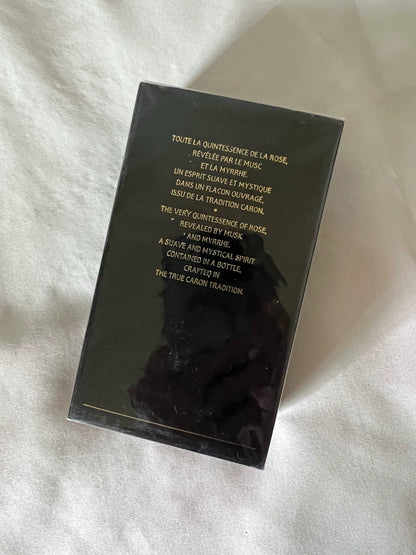 TOUTE LA QUINTESSENCE DE LA ROSE,
RÉVÉLÉE PAR LE MUSC
ET LA MYRRHE.
UN ESPRIT SUAVE ET MYSTIQUE
DANS UN FLACON OUVRAGÉ,
ISSU DE LA TRADITION CARON.
•
THE VERY QUINTESSENCE OF ROSE,
REVEALED BY MUSK
AND MYRRHE.
A SUAVE AND MYSTICAL SPIRIT
CONTAINED IN A BOTTLE,
CRAFTED IN
THE TRUE CARON TRADITION.